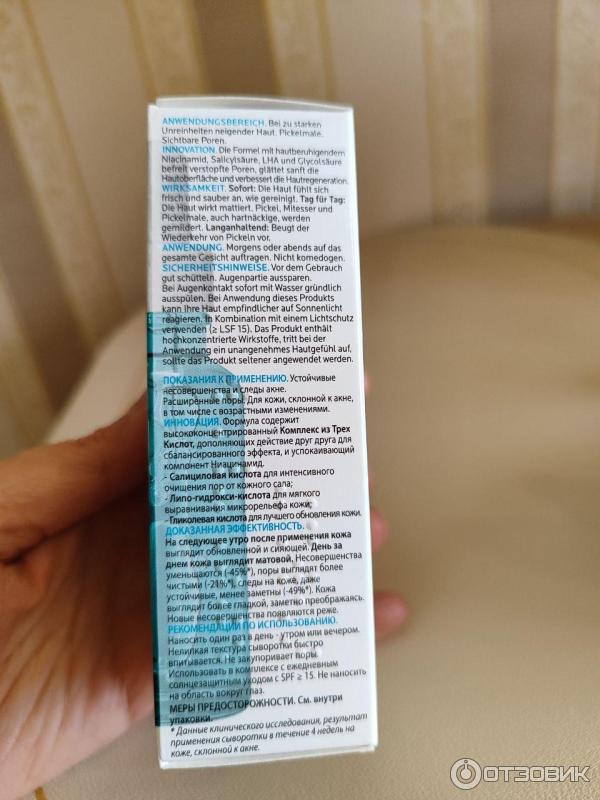 ANWENDUNGSBEREICH. Bei zu starken
Unreinheiten neigender Haut. Pickelmale.
Sichtbare Poren.
INNOVATION. Die Formel mit hautberuhigendem
Niacinamid, Salicylsäure, LHA und Glycolsäure
befreit verstopfte Poren, glättet sanft die
Hautoberfläche und verbessert die Hautregeneration.
WIRKSAMKEIT. Sofort: Die Haut fühlt sich
frisch und sauber an, wie gereinigt. Tag für Tag:
Die Haut wirkt mattiert. Pickel, Mitesser und
Pickelmale, auch hartnäckige, werden
gemildert. Langanhaltend: Beugt der
Wiederkehr von Pickeln vor.
ANWENDUNG. Morgens oder abends auf das
gesamte Gesicht auftragen. Nicht komedogen.
SICHERHEITSHINWEISE. Vor dem Gebrauch
gut schütteln. Augenpartie aussparen.
Bei Augenkontakt sofort mit Wasser gründlich
ausspülen. Bei Anwendung dieses Produkts
kann Ihre Haut empfindlicher auf Sonnenlicht
reagieren. In Kombination mit einem Lichtschutz
verwenden (≥ LSF 15). Das Produkt enthält
hochkonzentrierte Wirkstoffe, tritt bei der
Anwendung ein unangenehmes Hautgefühl auf,
sollte das Produkt seltener angewendet werden.
ПОКАЗАНИЯ К ПРИМЕНЕНИЮ. Устойчивые
несовершенства и следы акне.
Расширенные поры. Для кожи, склонной к акне,
в том числе с возрастными изменениями.
ИННОВАЦИЯ. Формула содержит
высококонцентрированный Комплекс из Трех
Кислот, дополняющих действие друг друга для
сбалансированного эффекта, и успокаивающий
компонент Ниацинамид.
- Салициловая кислота для интенсивного
очищения пор от кожного сала;
- Липо-гидрокси-кислота для мягкого
выравнивания микрорельефа кожи;
- Гликолевая кислота для лучшего обновления кожи.
ДОКАЗАННАЯ ЭФФЕКТИВНОСТЬ.
На следующее утро после применения кожа
выглядит обновленной и сияющей. День за
днем кожа выглядит матовой. Несовершенства
уменьшаются (-45%*), поры выглядят более
чистыми (-21%*), следы на коже, даже
устойчивые, менее заметны (-49%*). Кожа
выглядит более гладкой, заметно преображаясь.
Новые несовершенства появляются реже.
РЕКОМЕНДАЦИИ ПО ИСПОЛЬЗОВАНИЮ.
Наносить один раз в день - утром или вечером.
Нелипкая текстура сыворотки быстро
впитывается. Не закупоривает поры.
Использовать в комплексе с ежедневным
солнцезащитным уходом с SPF ≥ 15. Не наносить
на область вокруг глаз.
МЕРЫ ПРЕДОСТОРОЖНОСТИ. См. внутри
упаковки.
* Данные клинического исследования, результат
применения сыворотки в течение 4 недель на
коже, склонной к акне.
ОТЗОВИК